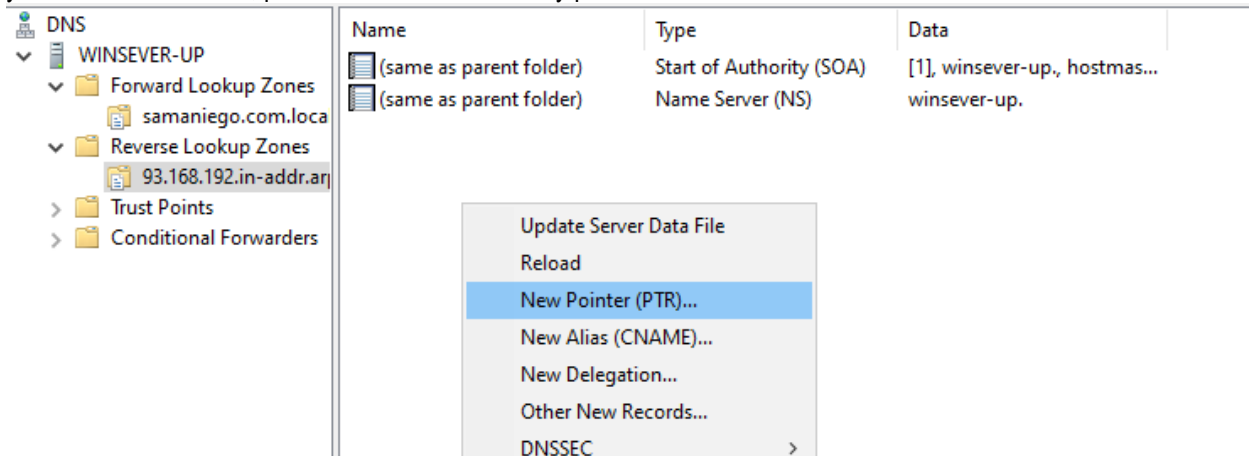 DNS
WINSEVER-UP
Forward Lookup Zones
samaniego.com.loca
Reverse Lookup Zones
93.168.192.in-addr.arp
Trust Points
Conditional Forwarders
Name Type Data
(same as parent folder) Start of Authority (SOA) [1], winsever-up., hostmas...
(same as parent folder) Name Server (NS) winsever-up.
Update Server Data File
Reload
New Pointer (PTR)...
New Alias (CNAME)...
New Delegation...
Other New Records...
DNSSEC